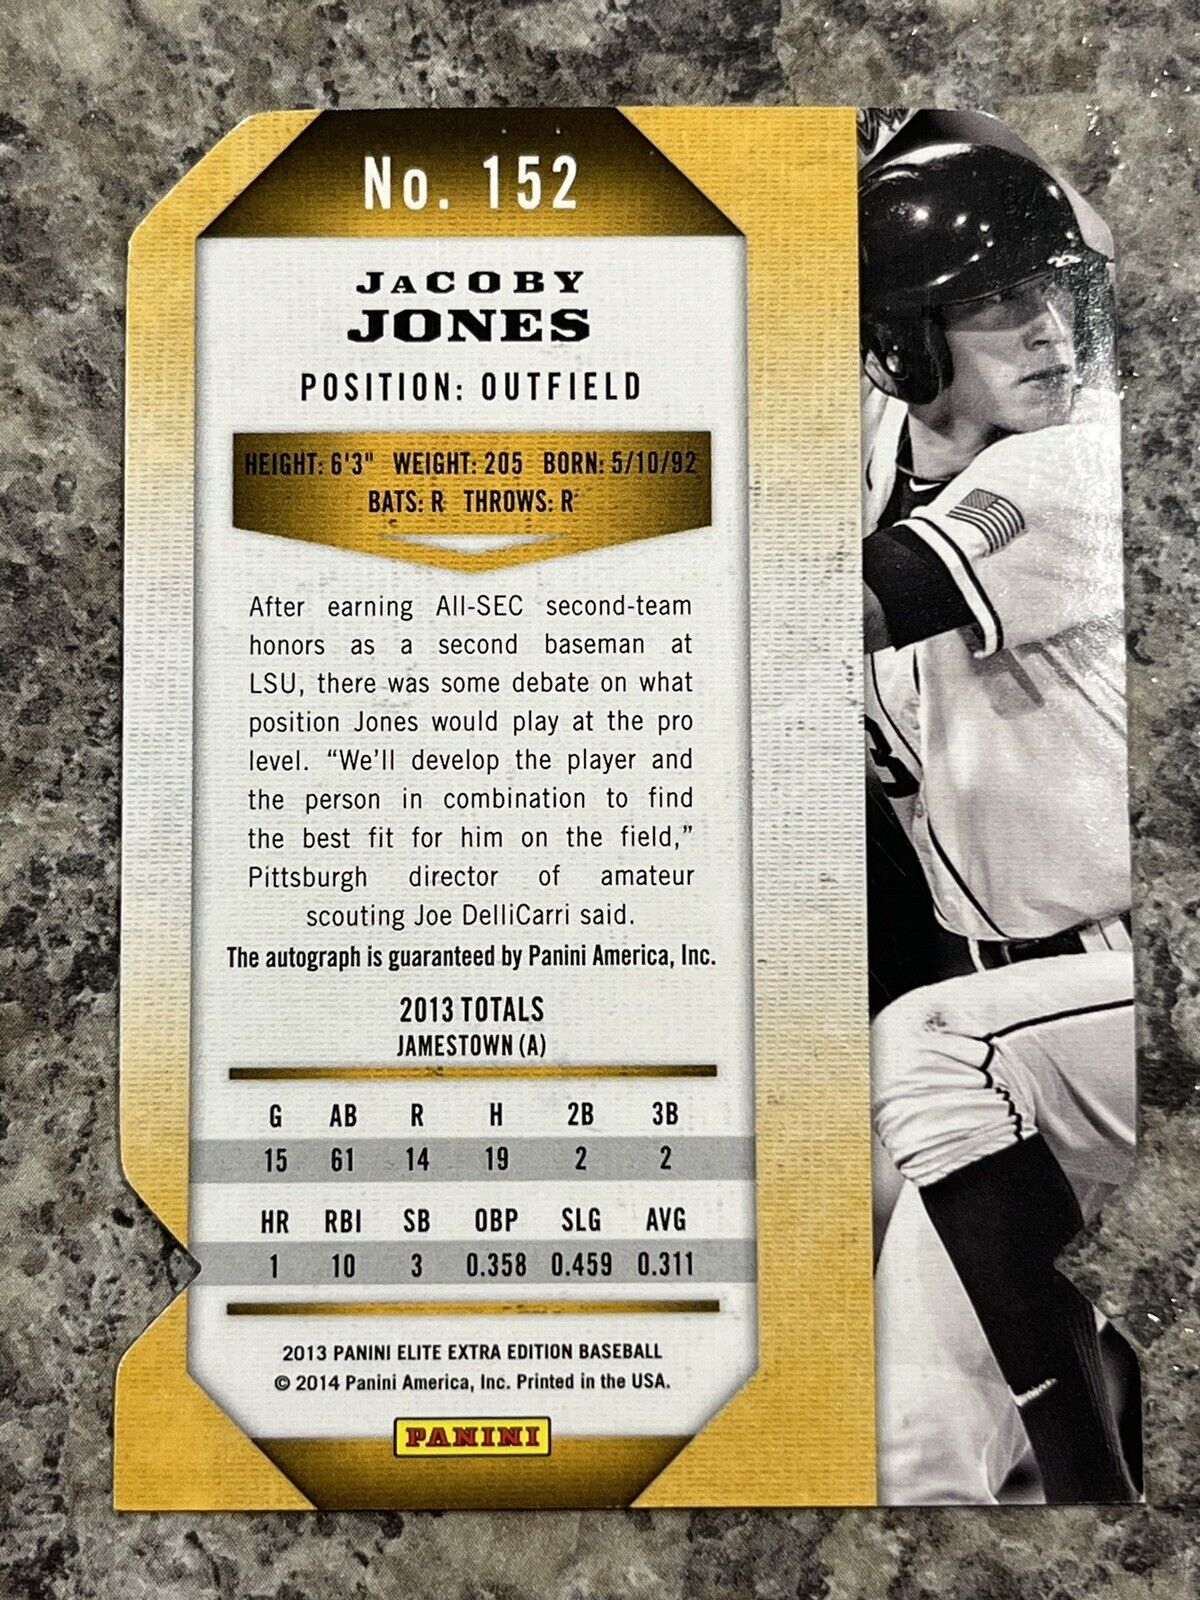 No. 152
JACOBY
JONES
POSITION: OUTFIELD
HEIGHT: 6'3" WEIGHT: 205 BORN: 5/10/92
BATS: R THROWS: R
After earning All-SEC second-team
honors as a second baseman at
LSU, there was some debate on what
position Jones would play at the pro
level. “We’ll develop the player and
the person in combination to find
the best fit for him on the field,”
Pittsburgh director of amateur
scouting Joe DelliCarri said.
The autograph is guaranteed by Panini America, Inc.
2013 TOTALS
JAMESTOWN (A)
G AB R H 2B 3B
15 61 14 19 2 2
HR RBI SB OBP SLG AVG
1 10 3 0.358 0.459 0.311
2013 PANINI ELITE EXTRA EDITION BASEBALL
© 2014 Panini America, Inc. Printed in the USA.
PANINI